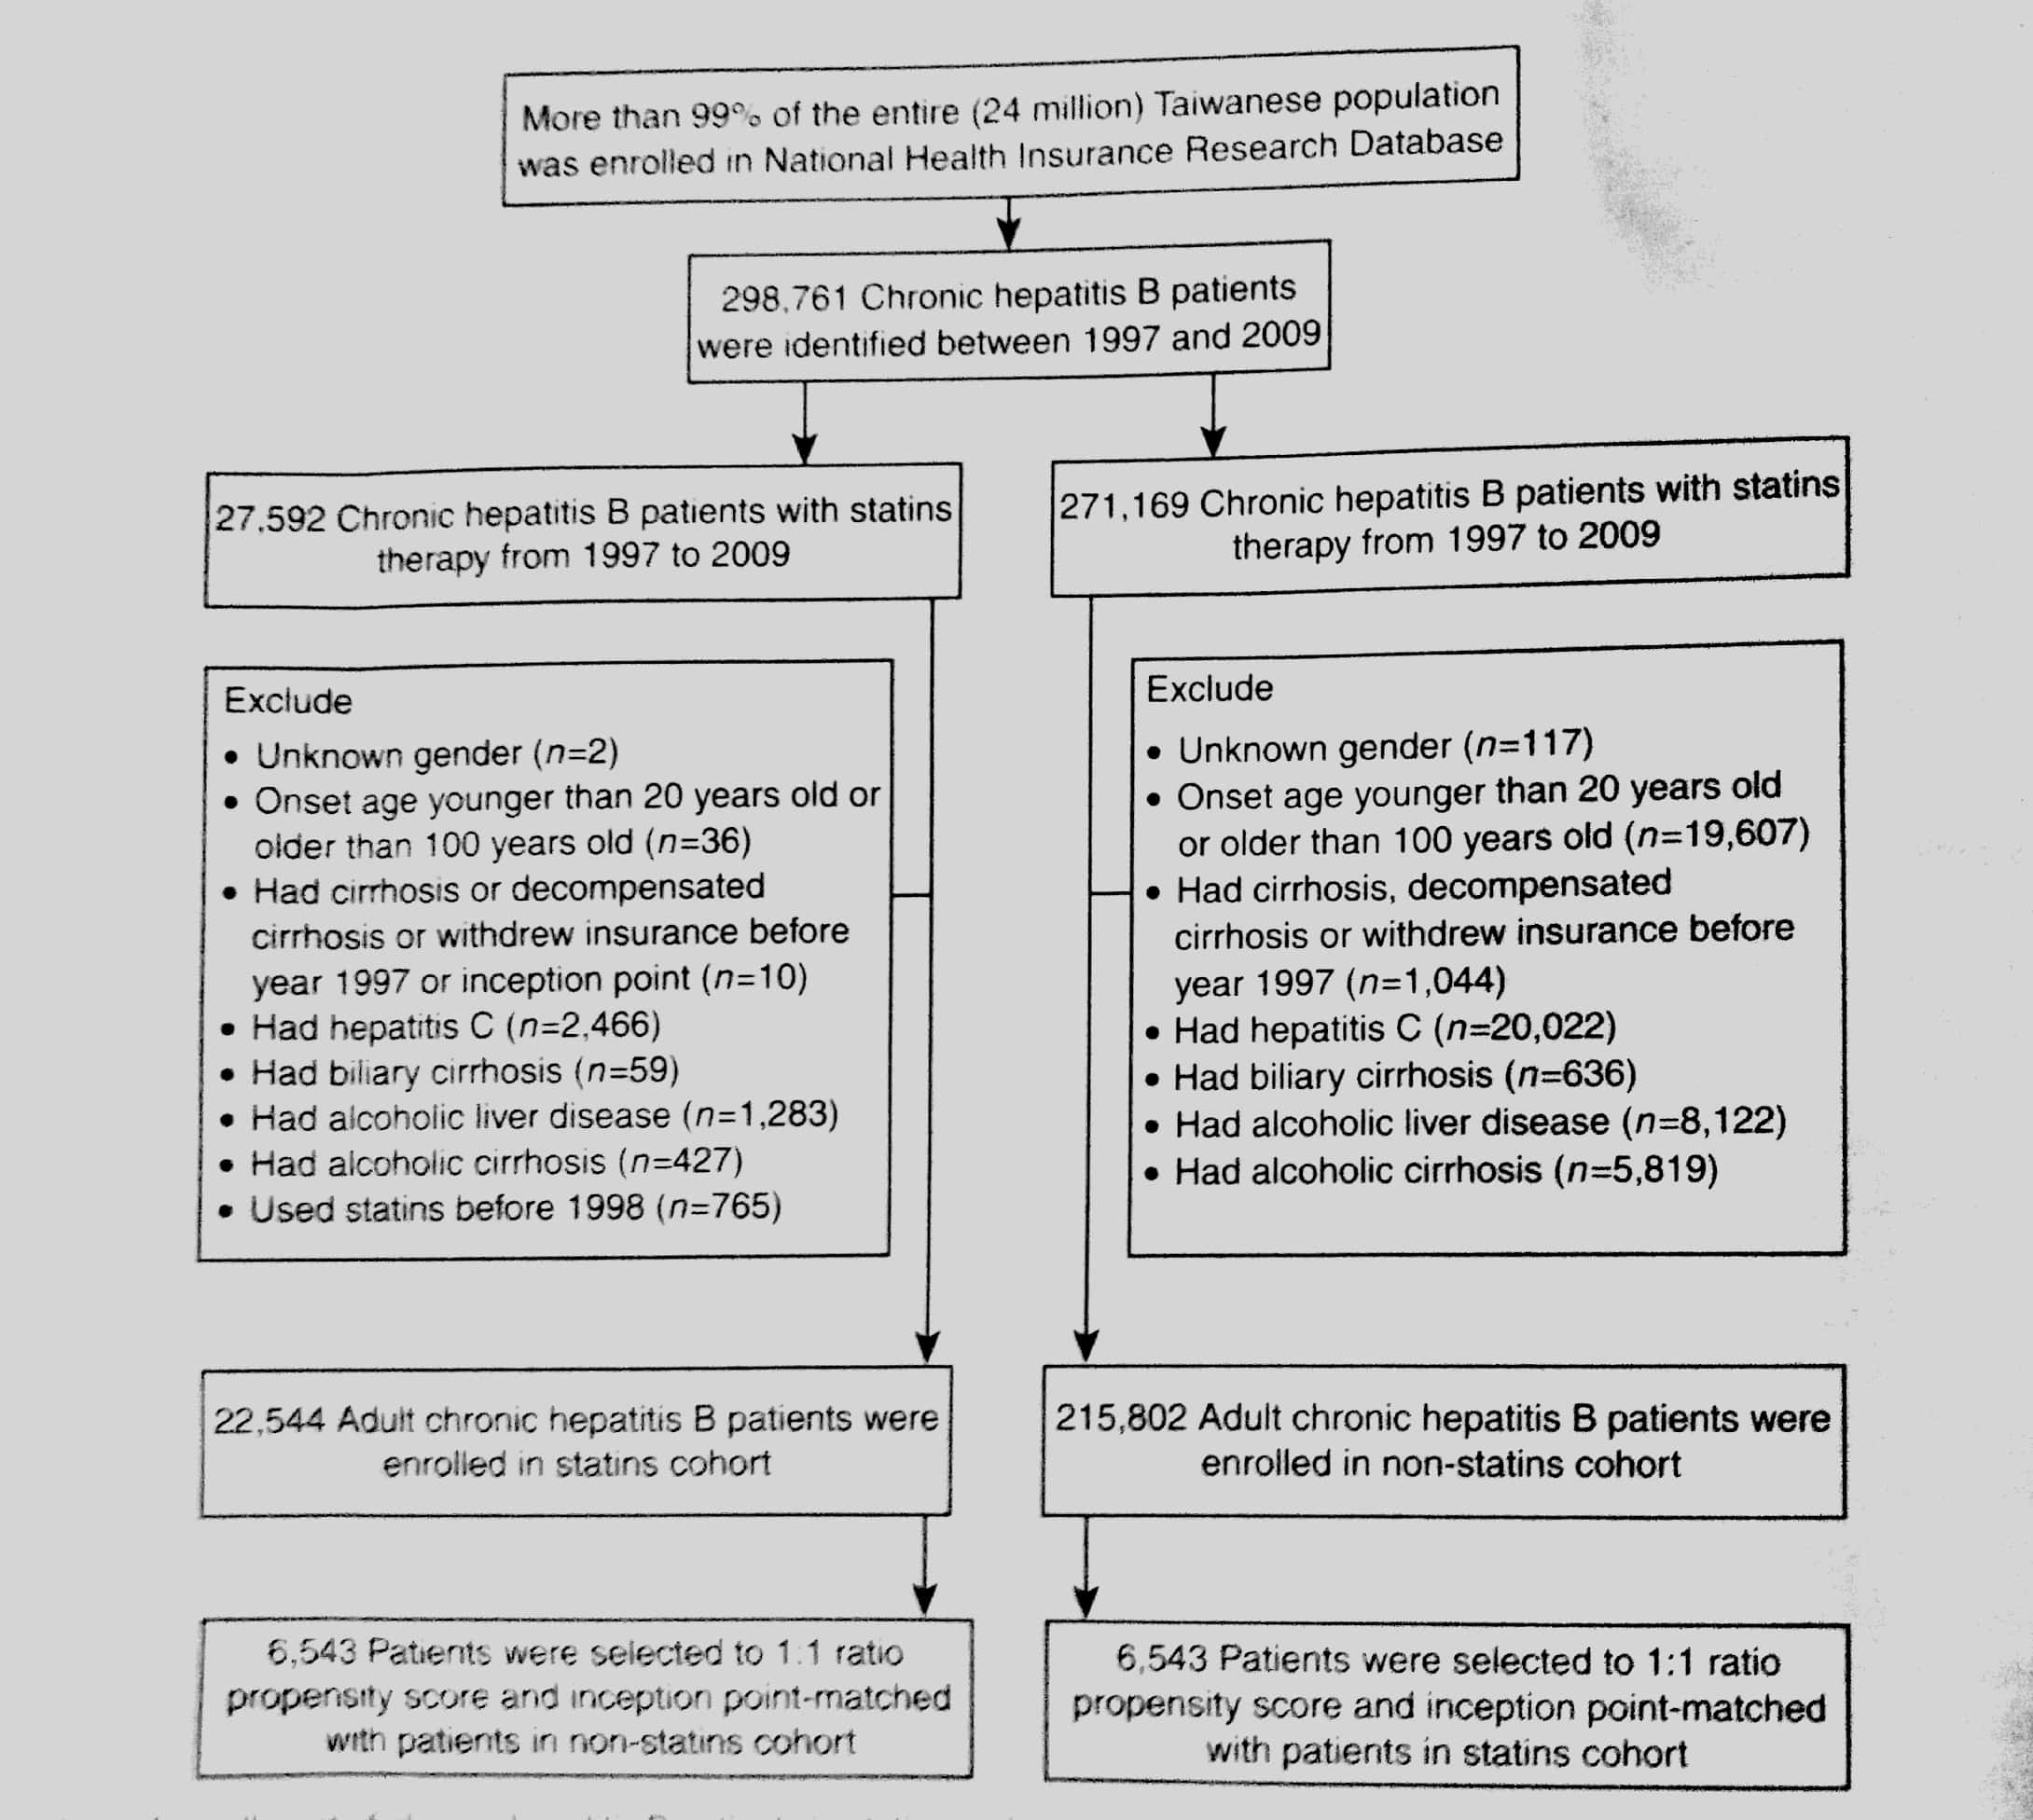 More than 99% of the entire (24 million) Taiwanese population
was enrolled in National Health Insurance Research Database
298,761 Chronic hepatitis B patients
were identified between 1997 and 2009
27,592 Chronic hepatitis B patients with statins
therapy from 1997 to 2009
271,169 Chronic hepatitis B patients with statins
therapy from 1997 to 2009
Exclude
• Unknown gender (n=2)
• Onset age younger than 20 years old or
older than 100 years old (n=36)
• Had cirrhosis or decompensated
cirrhosis or withdrew insurance before
year 1997 or inception point (n=10)
• Had hepatitis C (n=2,466)
• Had biliary cirrhosis (n=59)
• Had alcoholic liver disease (n=1,283)
• Had alcoholic cirrhosis (n=427)
• Used statins before 1998 (n=765)
Exclude
• Unknown gender (n=117)
• Onset age younger than 20 years old
or older than 100 years old (n=19,607)
• Had cirrhosis, decompensated
cirrhosis or withdrew insurance before
year 1997 (n=1,044)
• Had hepatitis C (n=20,022)
• Had biliary cirrhosis (n=636)
• Had alcoholic liver disease (n=8,122)
• Had alcoholic cirrhosis (n=5,819)
22,544 Adult chronic hepatitis B patients were
enrolled in statins cohort
215,802 Adult chronic hepatitis B patients were
enrolled in non-statins cohort
6,543 Patients were selected to 1:1 ratio
propensity score and inception point-matched
with patients in non-statins cohort
6,543 Patients were selected to 1:1 ratio
propensity score and inception point-matched
with patients in statins cohort